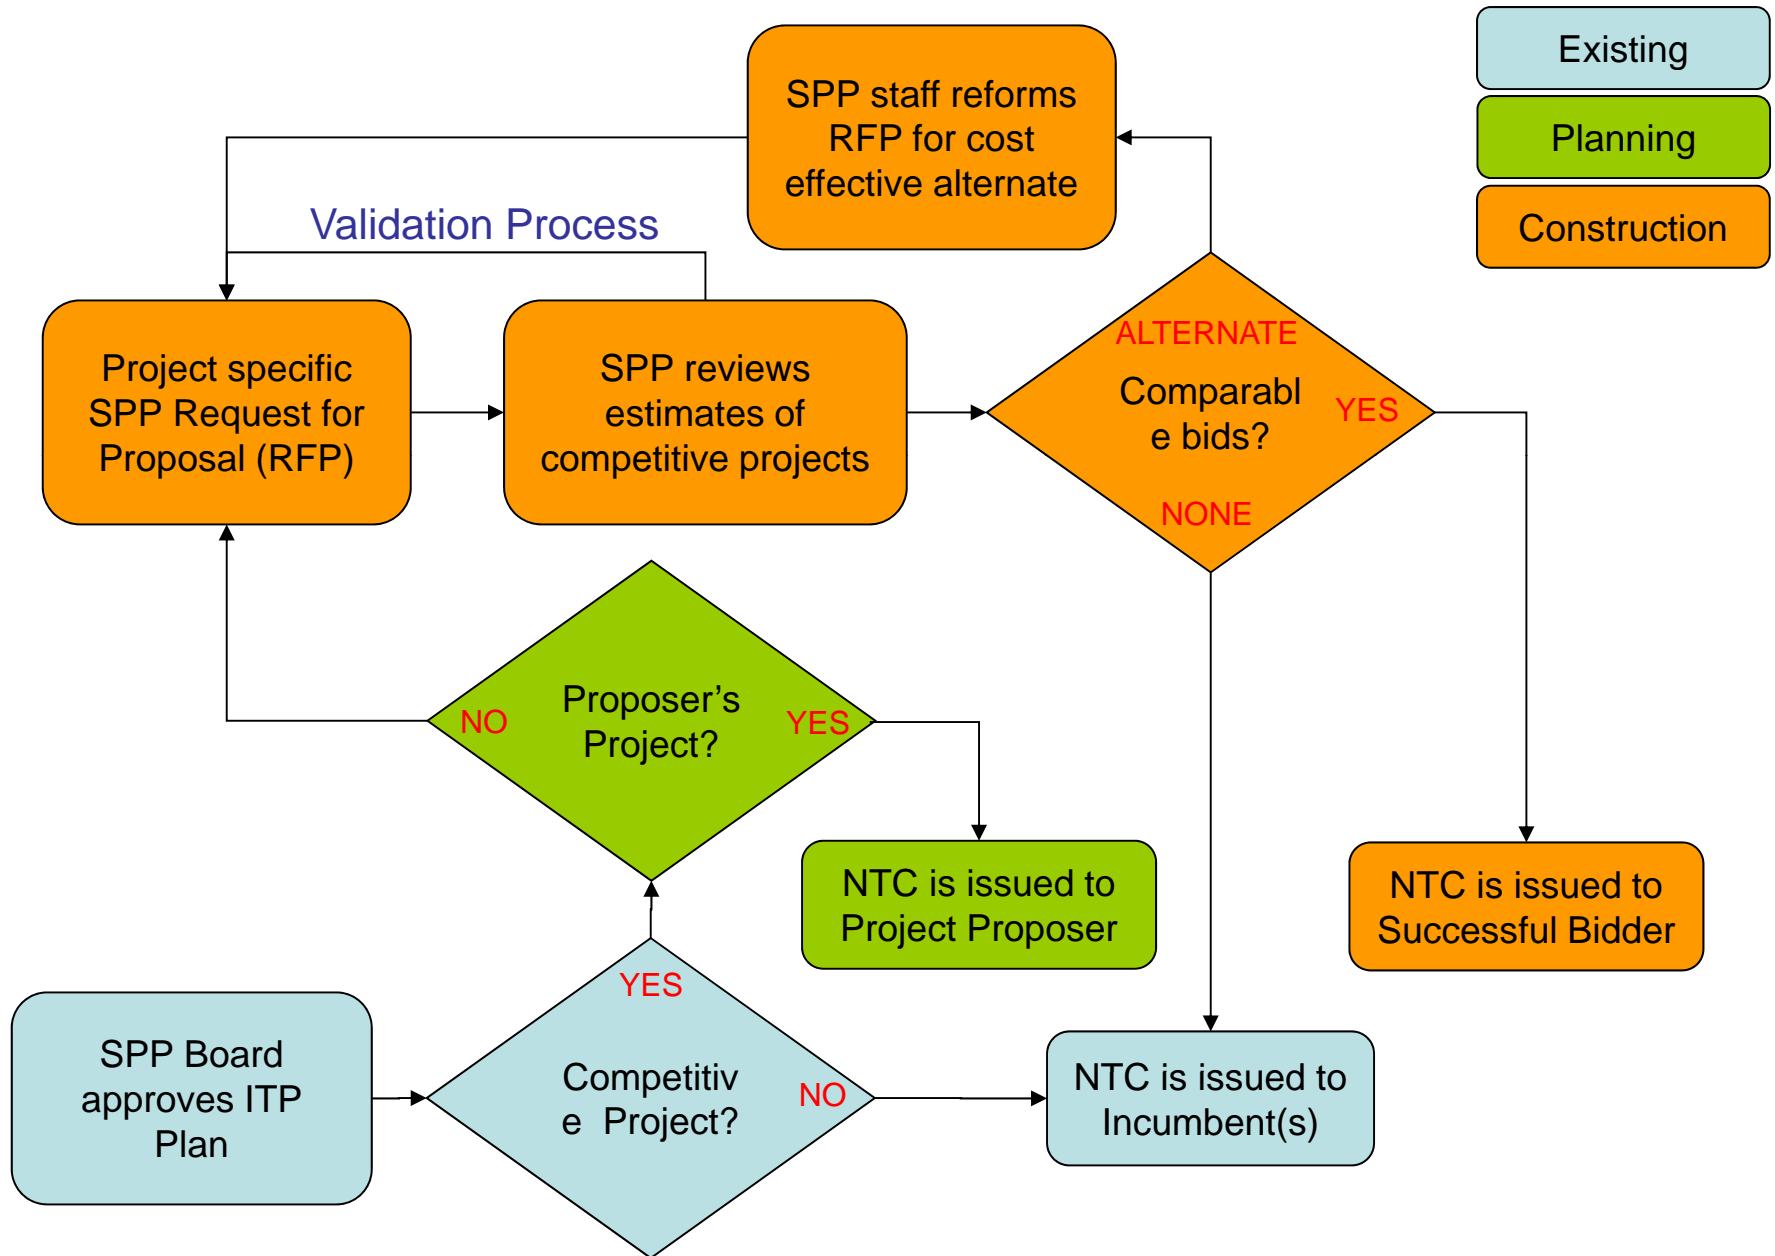 Existing
Planning
Construction
SPP staff reforms
RFP for cost
effective alternate
Validation Process
Project specific
SPP Request for
Proposal (RFP)
SPP reviews
estimates of
competitive projects
ALTERNATE
Comparabl
e bids?
YES
NONE
Proposer’s
Project?
NO
YES
NTC is issued to
Project Proposer
NTC is issued to
Successful Bidder
SPP Board
approves ITP
Plan
YES
Competitiv
e Project?
NO
NTC is issued to
Incumbent(s)